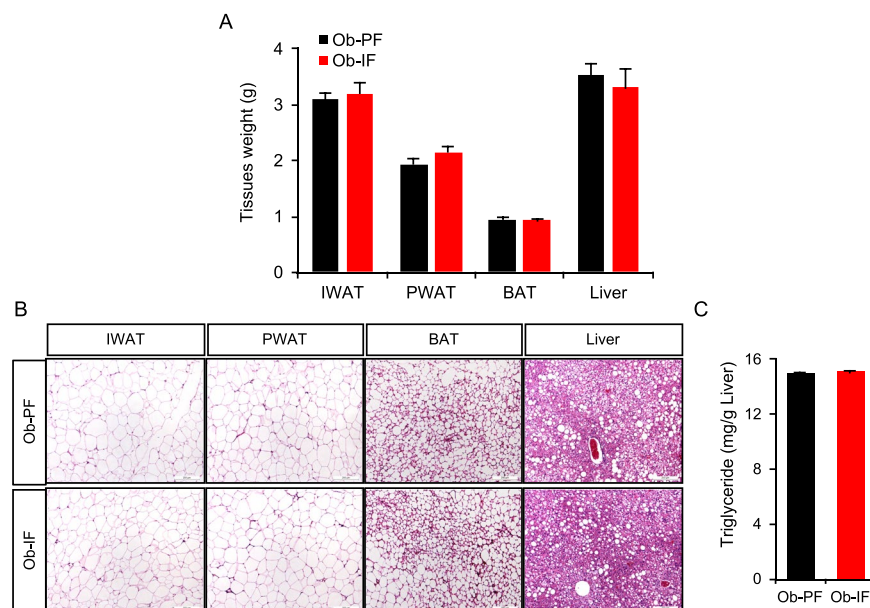 A
Ob-PF
Ob-IF
Tissues weight (g)
4
3
2
1
0
IWAT PWAT BAT Liver
B
IWAT PWAT BAT Liver
Ob-PF
Ob-IF
C
Triglyceride (mg/g Liver)
16
12
8
4
0
Ob-PF Ob-IF